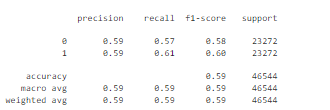 precision recall f1-score support
0 0.59 0.57 0.58 23272
1 0.59 0.61 0.60 23272
accuracy 0.59 46544
macro avg 0.59 0.59 0.59 46544
weighted avg 0.59 0.59 0.59 46544